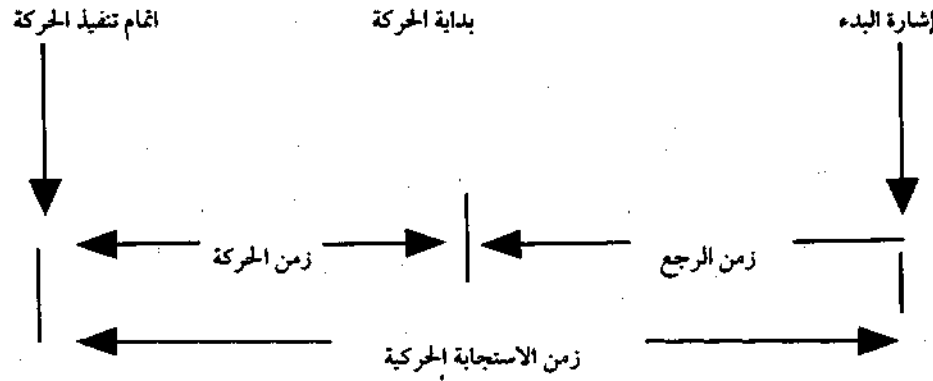 إشارة البدء
بداية الحركة
اتمام تنفيذ الحركة
زمن الرجع
زمن الحركة
زمن الاستجابة الحركية